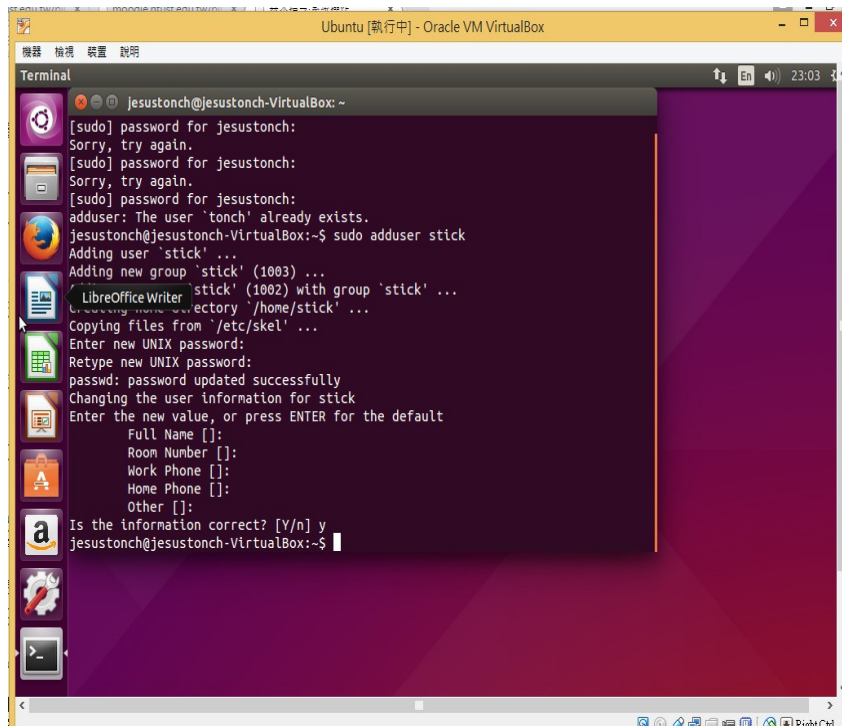 Ubuntu [執行中] - Oracle VM VirtualBox
機器 檢視 裝置 說明
Terminal
En
23:03
jesustonch@jesustonch-VirtualBox: ~
[sudo] password for jesustonch:
Sorry, try again.
[sudo] password for jesustonch:
Sorry, try again.
[sudo] password for jesustonch:
adduser: The user `tonch' already exists.
jesustonch@jesustonch-VirtualBox:~$ sudo adduser stick
Adding user `stick' ...
Adding new group `stick' (1003) ...
stick' (1002) with group `stick' ...
LibreOffice Writer
directory `/home/stick' ...
Copying files from `/etc/skel' ...
Enter new UNIX password:
Retype new UNIX password:
passwd: password updated successfully
Changing the user information for stick
Enter the new value, or press ENTER for the default
Full Name []:
Room Number []:
Work Phone []:
Home Phone []:
Other []:
Is the information correct? [Y/n] y
jesustonch@jesustonch-VirtualBox:~$
Right Ctrl